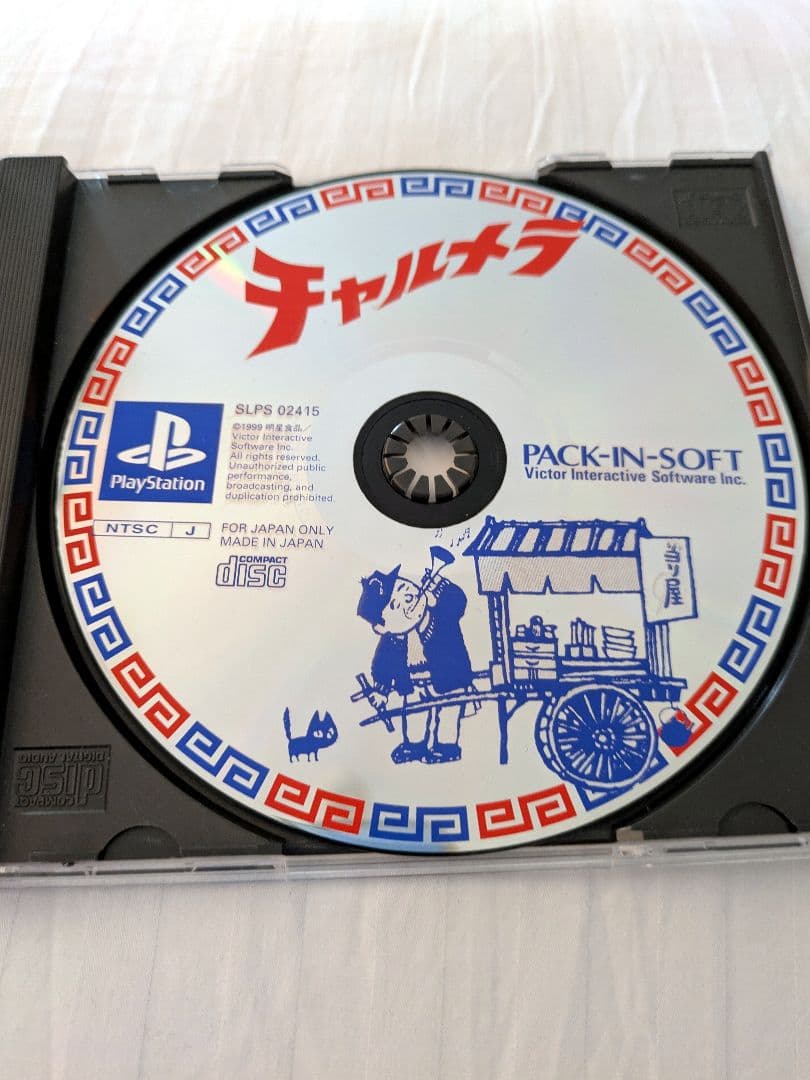 チャルメラ
SLPS 02415
©1999 明星食品/
Victor Interactive
Software Inc.
All rights reserved.
Unauthorized public
performance,
broadcasting, and
duplication prohibited.
PlayStation
NTSC J
FOR JAPAN ONLY
MADE IN JAPAN
COMPACT
disc
PACK-IN-SOFT
Victor Interactive Software Inc.
COMPACT
disc
DIGITAL AUDIO